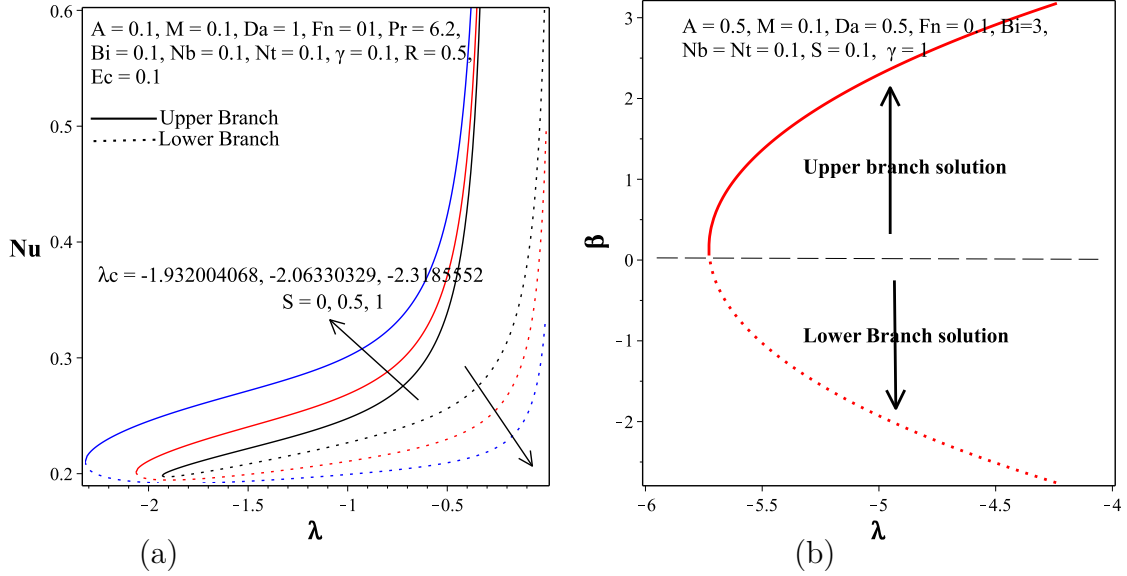 0.6
A = 0.1, M = 0.1, Da = 1, Fn = 01, Pr = 6.2,
Bi = 0.1, Nb = 0.1, Nt = 0.1, γ = 0.1, R = 0.5,
Ec = 0.1
Upper Branch
Lower Branch
0.5
0.4
Nu
λc = -1.932004068, -2.06330329, -2.3185552
S = 0, 0.5, 1
0.3
0.2
−2
−1
−0.5
λ
(a)
3
A = 0.5, M = 0.1, Da = 0.5, Fn = 0.1, Bi=3,
Nb = Nt = 0.1, S = 0.1, γ = 1
2
Upper branch solution
1
β
0
Lower Branch solution
−1
−2
−6
−5.5
−5
−4.5
−4
λ
(b)